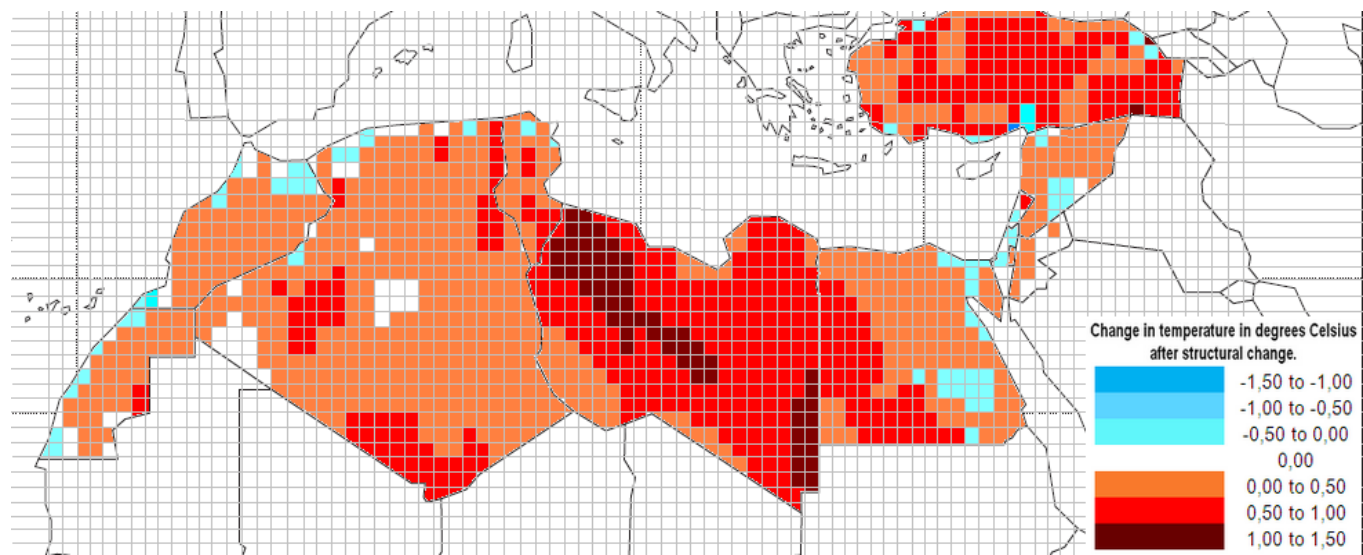 Change in temperature in degrees Celsius
after structural change.
-1,50 to -1,00
-1,00 to -0,50
-0,50 to 0,00
0,00
0,00 to 0,50
0,50 to 1,00
1,00 to 1,50